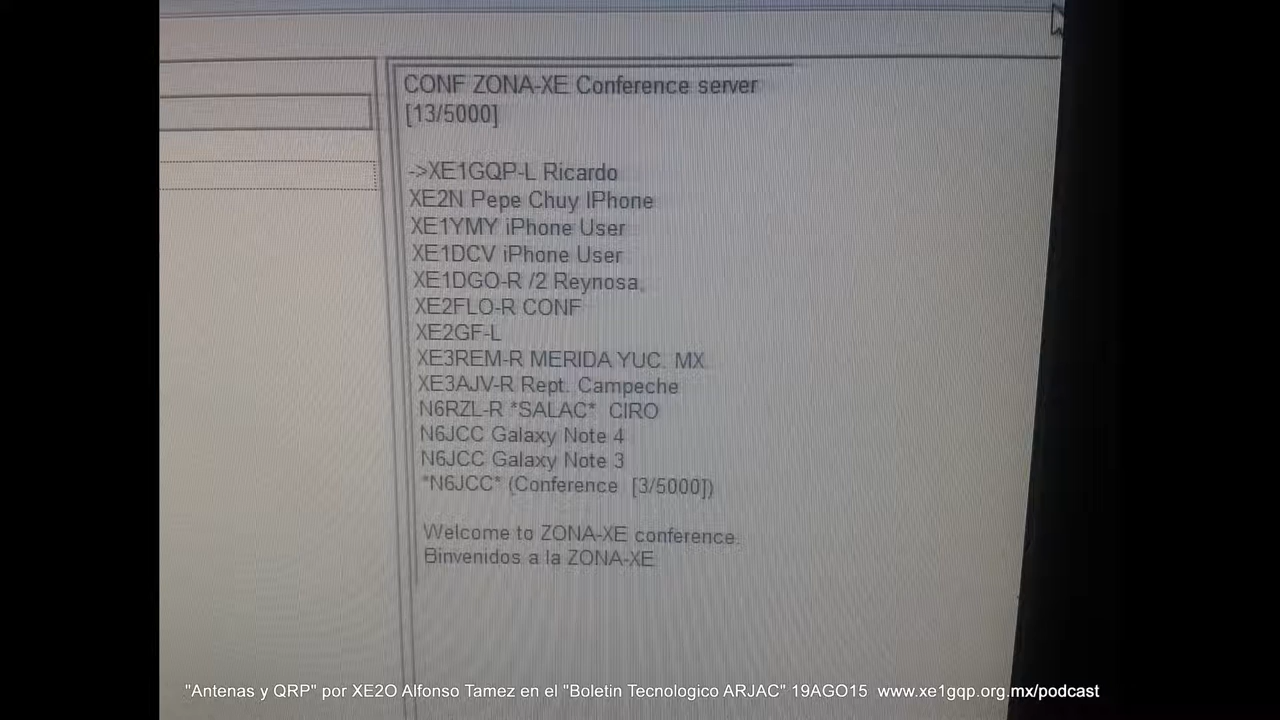 CONF ZONA-XE Conference server
[13/5000]
->XE1GQP-L Ricardo
XE2N Pepe Chuy IPhone
XE1YMY iPhone User
XE1DCV iPhone User
XE1DGO-R /2 Reynosa,
XE2FLO-R CONF
XE2GF-L
XE3REM-R MERIDA YUC. MX.
XE3AJV-R Rept. Campeche
N6RZL-R *SALAC* CIRO
N6JCC Galaxy Note 4
N6JCC Galaxy Note 3
*N6JCC* (Conference [3/5000])
Welcome to ZONA-XE conference.
Binvenidos a la ZONA-XE
"Antenas y QRP" por XE2O Alfonso Tamez en el "Boletin Tecnologico ARJAC" 19AGO15 www.xe1gqp.org.mx/podcast